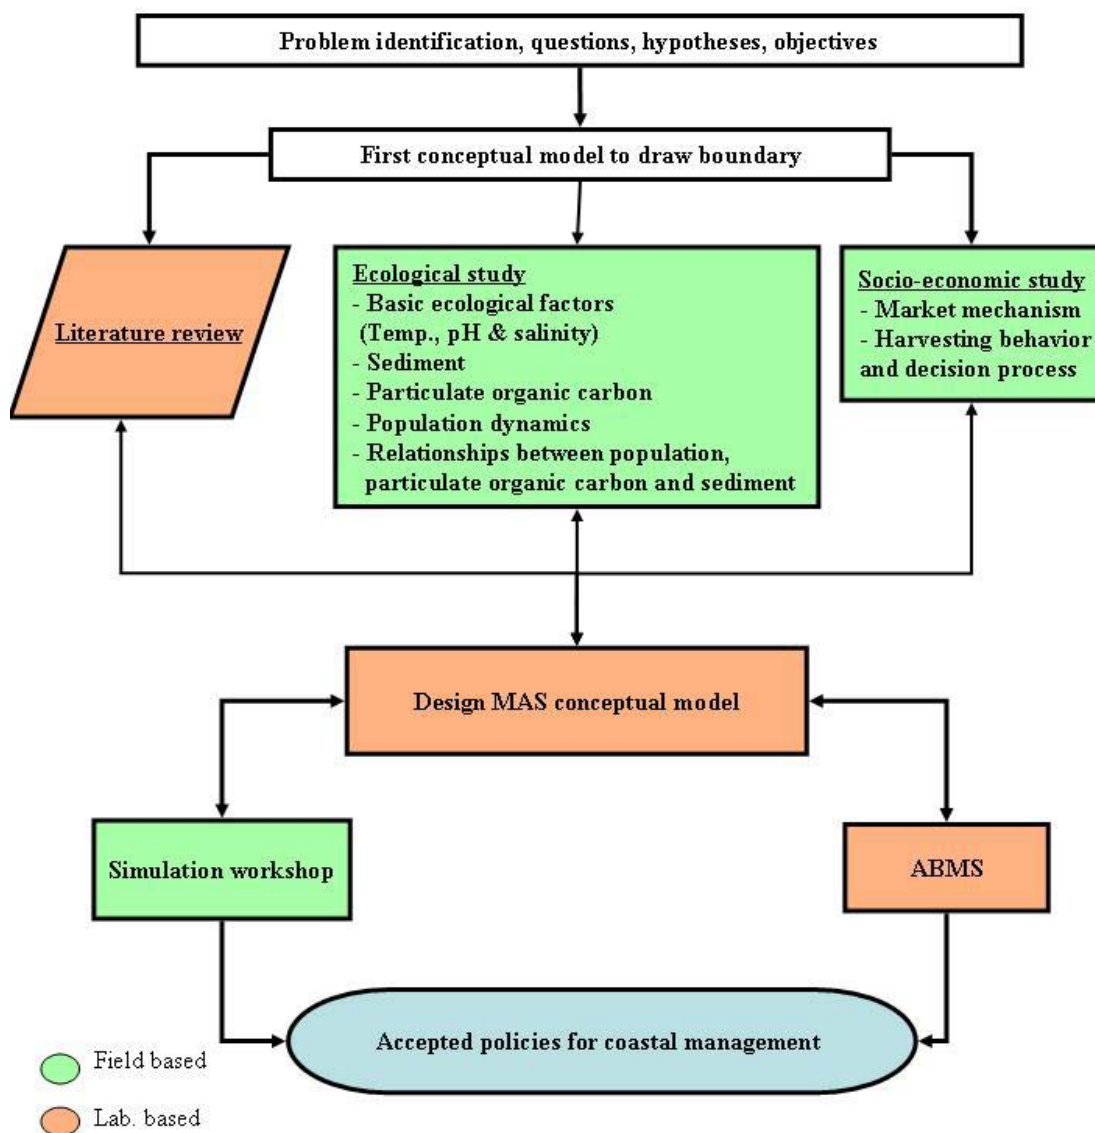 Problem identification, questions, hypotheses, objectives
First conceptual model to draw boundary
Literature review
Ecological study
- Basic ecological factors
(Temp., pH & salinity)
- Sediment
- Particulate organic carbon
- Population dynamics
- Relationships between population,
particulate organic carbon and sediment
Socio-economic study
- Market mechanism
- Harvesting behavior
and decision process
Design MAS conceptual model
Simulation workshop
ABMS
Accepted policies for coastal management
Field based
Lab. based